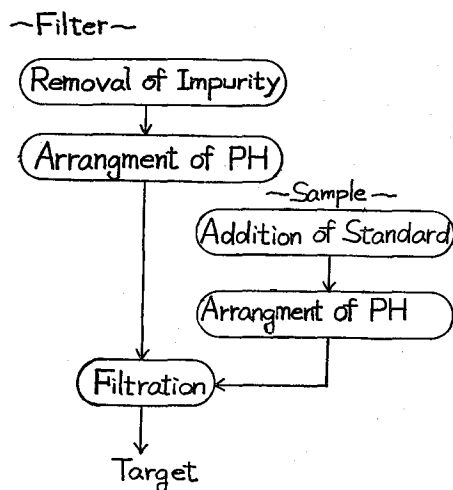 ~Filter~
Removal of Impurity
Arrangment of PH
~Sample~
Addition of Standard
Arrangment of PH
Filtration
Target